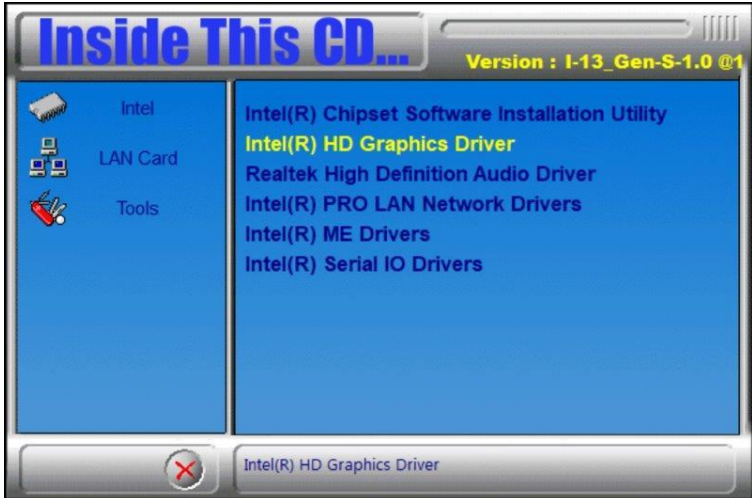 Inside This CD...
Version : I-13_Gen-S-1.0 @1
Intel
LAN Card
Tools
Intel(R) Chipset Software Installation Utility
Intel(R) HD Graphics Driver
Realtek High Definition Audio Driver
Intel(R) PRO LAN Network Drivers
Intel(R) ME Drivers
Intel(R) Serial IO Drivers
Intel(R) HD Graphics Driver